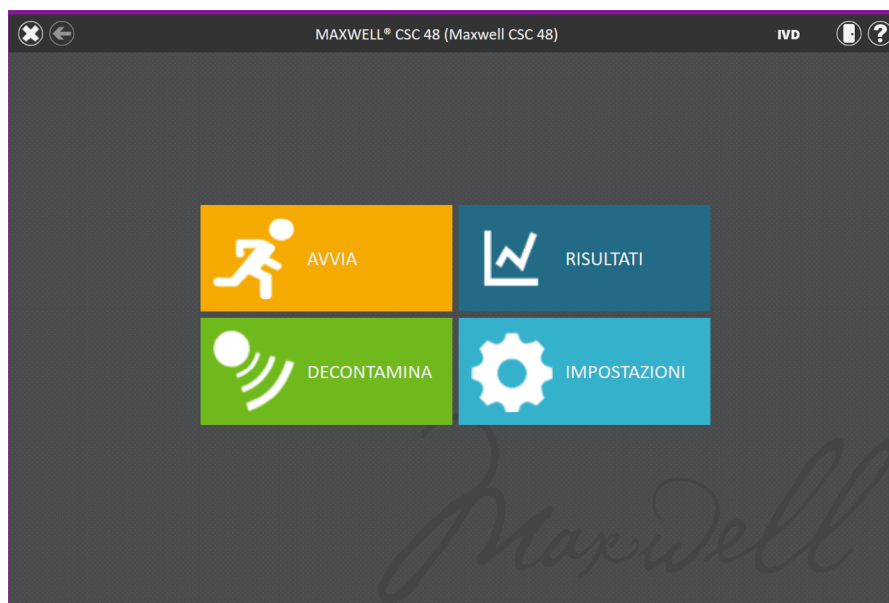 MAXWELL® CSC 48 (Maxwell CSC 48)
IVD
?
AVVIA
RISULTATI
DECONTAMINA
IMPOSTAZIONI
Maxwell